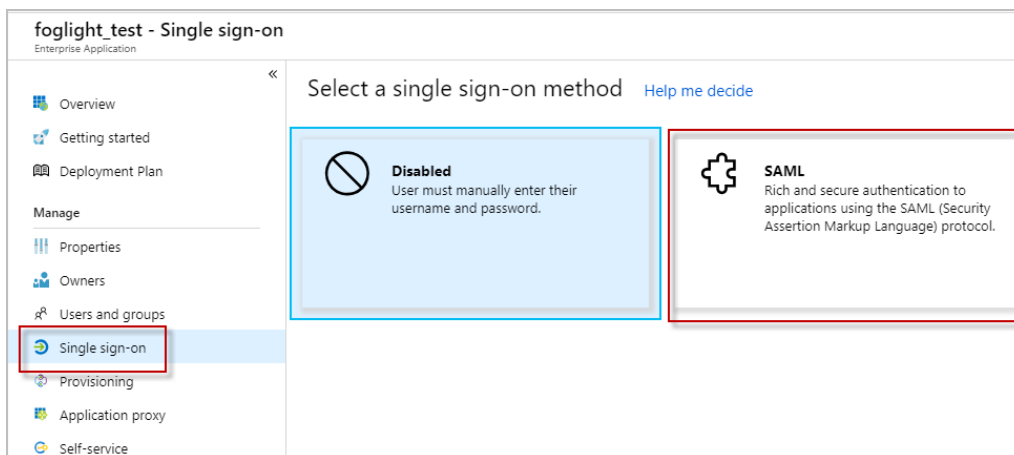 foglight_test - Single sign-on
Enterprise Application
«
Overview
Getting started
Deployment Plan
Manage
Properties
Owners
Users and groups
Single sign-on
Provisioning
Application proxy
Self-service
Select a single sign-on method Help me decide
Disabled
User must manually enter their
username and password.
SAML
Rich and secure authentication to
applications using the SAML (Security
Assertion Markup Language) protocol.